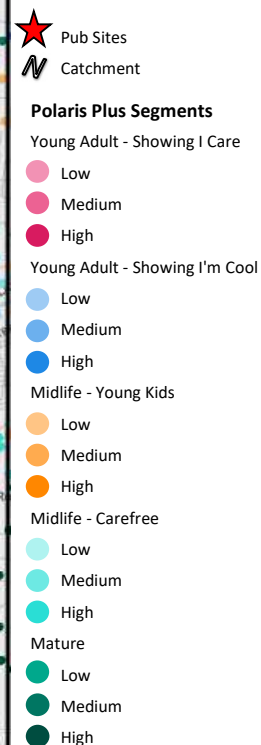 Pub Sites
Catchment
Polaris Plus Segments
Young Adult - Showing I Care
Low
Medium
High
Young Adult - Showing I'm Cool
Low
Medium
High
Midlife - Young Kids
Low
Medium
High
Midlife - Carefree
Low
Medium
High
Mature
Low
Medium
High